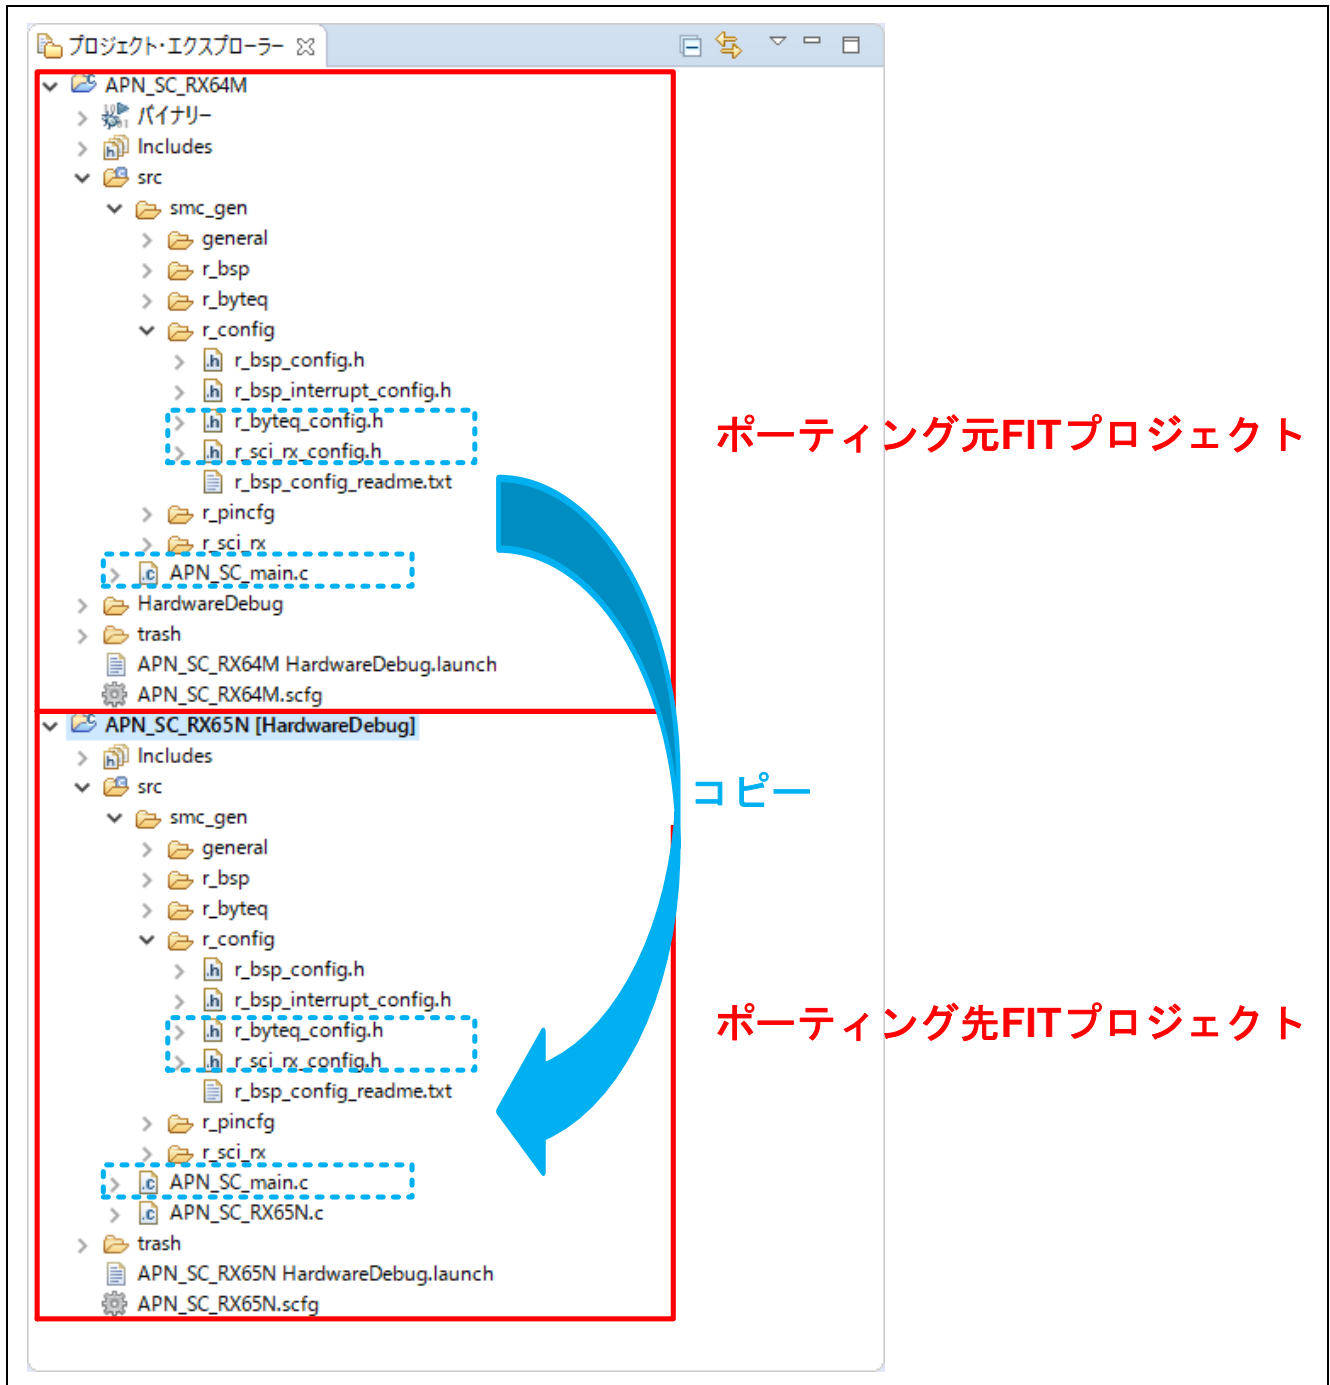 プロジェクト・エクスプローラー
APN_SC_RX64M
バイナリー
Includes
src
smc_gen
general
r_bsp
r_byteq
r_config
r_bsp_config.h
r_bsp_interrupt_config.h
r_byteq_config.h
ポーティング元FITプロジェクト
r_sci_rx_config.h
r_bsp_config_readme.txt
r_pincfg
r_sci_rx
APN_SC_main.c
HardwareDebug
trash
APN_SC_RX64M HardwareDebug.launch
APN_SC_RX64M.scfg
APN_SC_RX65N [HardwareDebug]
Includes
src
コピー
smc_gen
general
r_bsp
r_byteq
r_config
r_bsp_config.h
r_bsp_interrupt_config.h
r_byteq_config.h
ポーティング先FITプロジェクト
r_sci_rx_config.h
r_bsp_config_readme.txt
r_pincfg
r_sci_rx
APN_SC_main.c
APN_SC_RX65N.c
trash
APN_SC_RX65N HardwareDebug.launch
APN_SC_RX65N.scfg